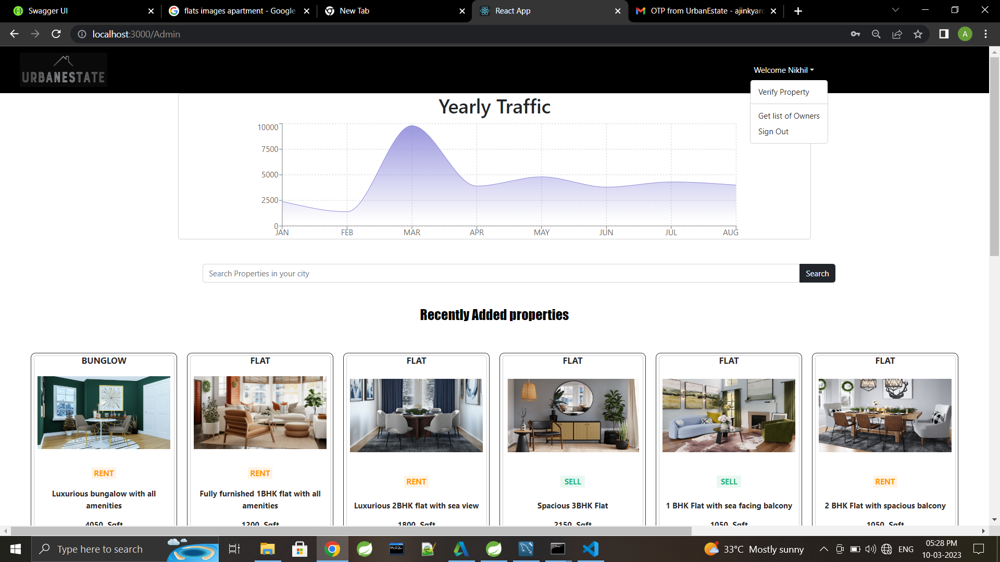 Swagger UI
flats images apartment - Google
New Tab
React App
OTP from UrbanEstate - ajinkyaro
localhost:3000/Admin
A
URBANESTATE
Welcome Nikhil
Verify Property
Get list of Owners
Sign Out
Yearly Traffic
10000
7500
5000
2500
0
JAN FEB MAR APR MAY JUN JUL AUG
Search Properties in your city
Search
Recently Added properties
BUNGLOW
RENT
Luxurious bungalow with all
amenities
4050 Sqft
FLAT
RENT
Fully furnished 1BHK flat with all
amenities
1200 Sqft
FLAT
RENT
Luxurious 2BHK flat with sea view
1800 Sqft
FLAT
SELL
Spacious 3BHK Flat
2150 Sqft
FLAT
SELL
1 BHK Flat with sea facing balcony
1050 Sqft
FLAT
RENT
2 BHK Flat with spacious balcony
1050 Sqft
Type here to search
MySQL
33°C Mostly sunny
ENG
05:28 PM
10-03-2023